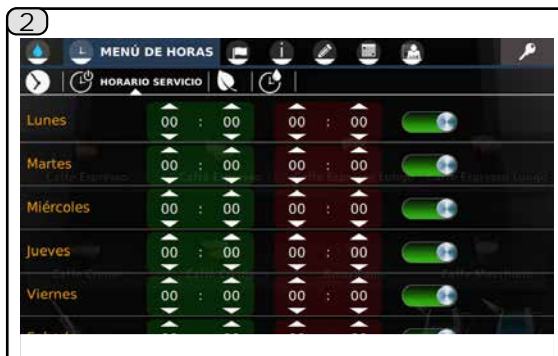 2
MENÚ DE HORAS
HORARIO SERVICIO
Lunes 00 : 00 00 : 00
Martes 00 : 00 00 : 00
Miércoles 00 : 00 00 : 00
Jueves 00 : 00 00 : 00
Viernes 00 : 00 00 : 00